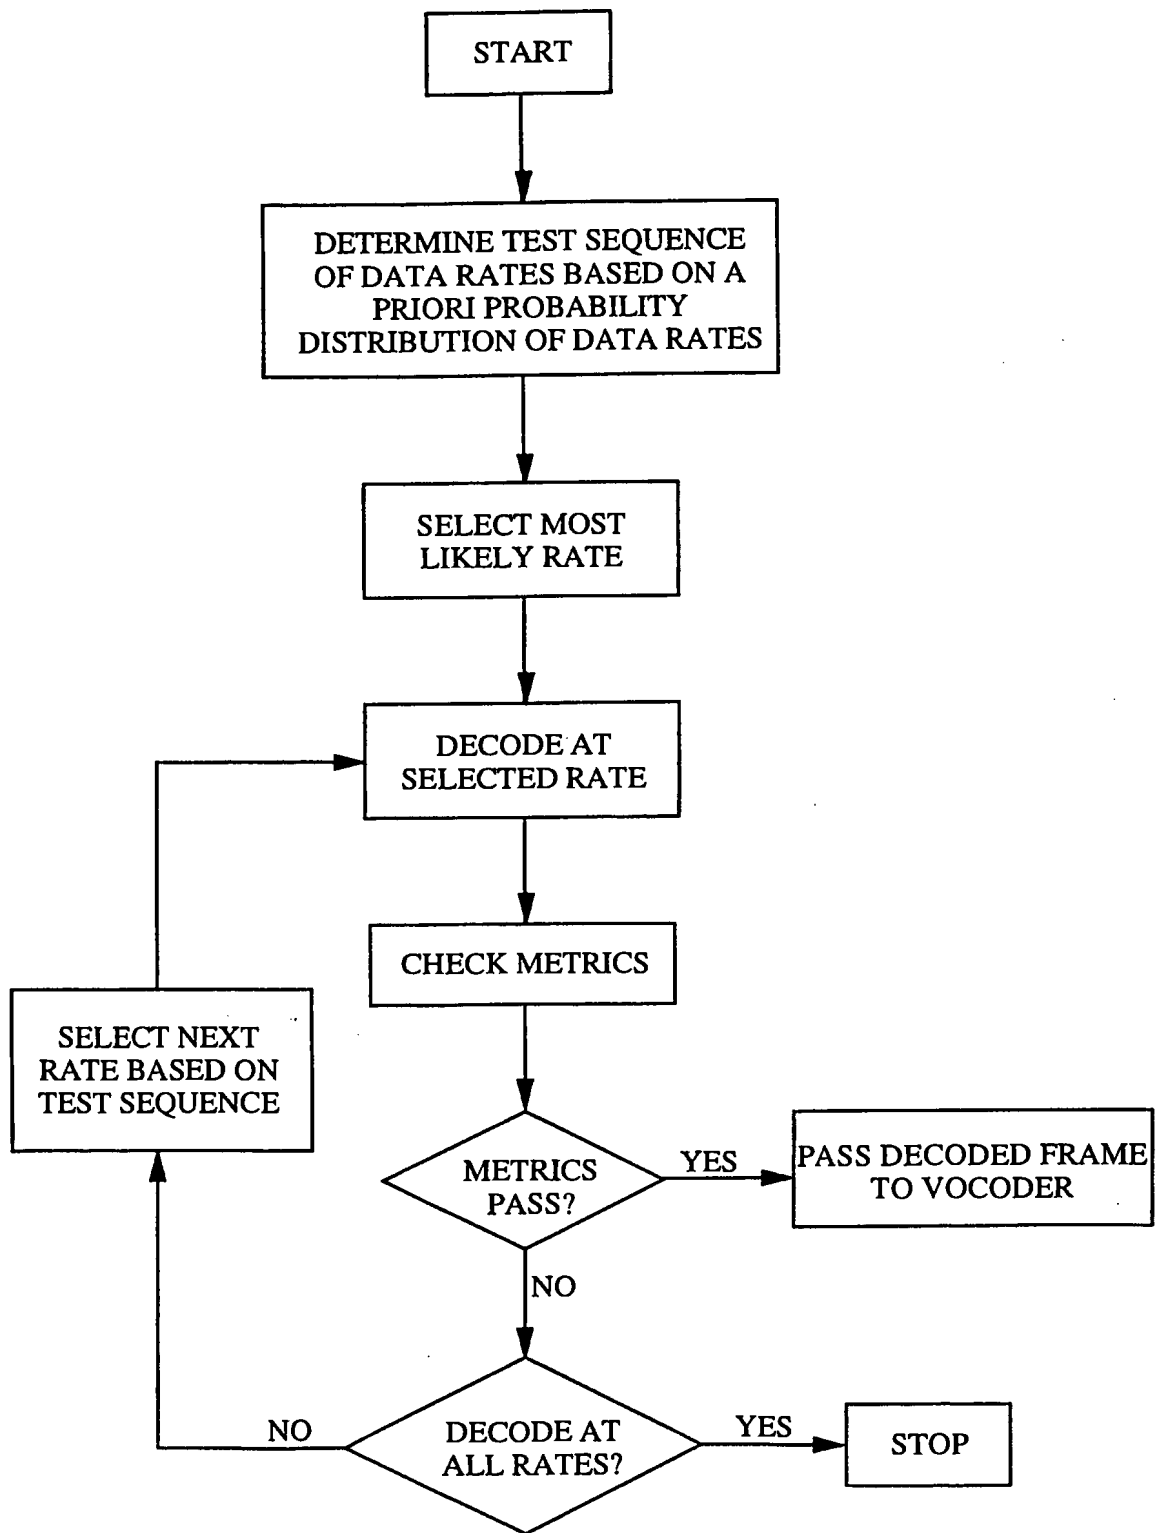 START
DETERMINE TEST SEQUENCE
OF DATA RATES BASED ON A
PRIORI PROBABILITY
DISTRIBUTION OF DATA RATES
SELECT MOST
LIKELY RATE
DECODE AT
SELECTED RATE
CHECK METRICS
SELECT NEXT
RATE BASED ON
TEST SEQUENCE
METRICS
PASS?
YES
PASS DECODED FRAME
TO VOCODER
NO
DECODE AT
ALL RATES?
NO
YES
STOP